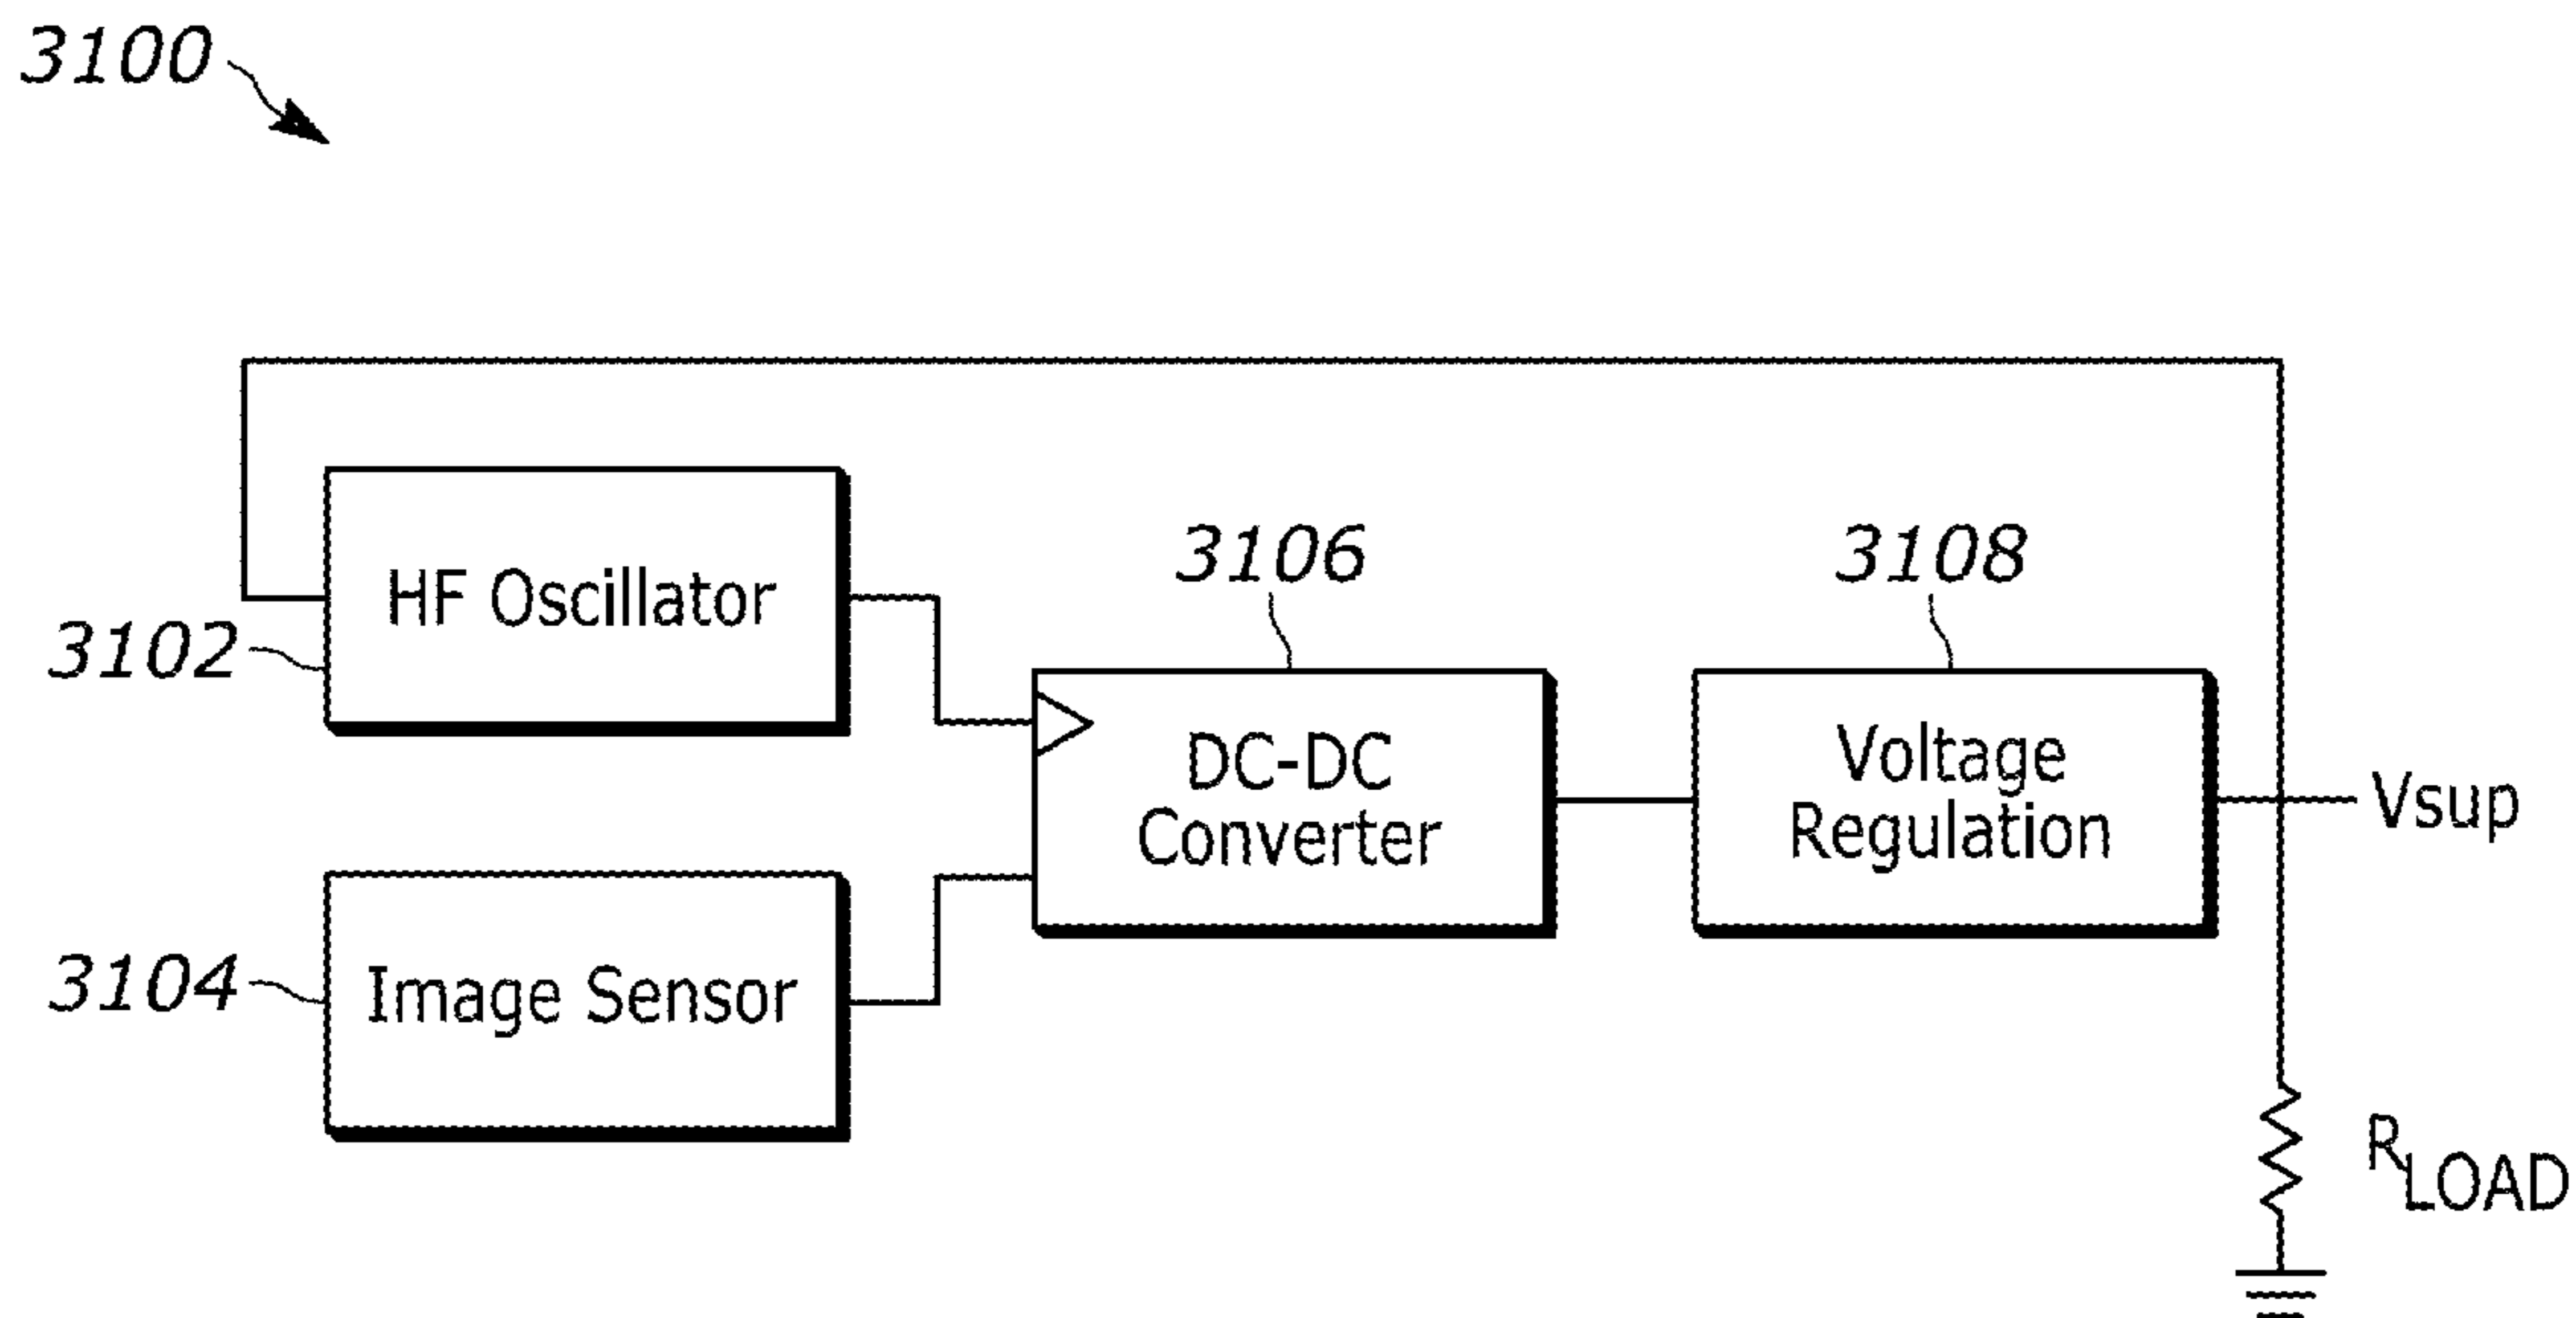 3100
HF Oscillator
3102
3106
3108
DC-DC
Converter
Voltage
Regulation
Vsup
3104
Image Sensor
RLOAD